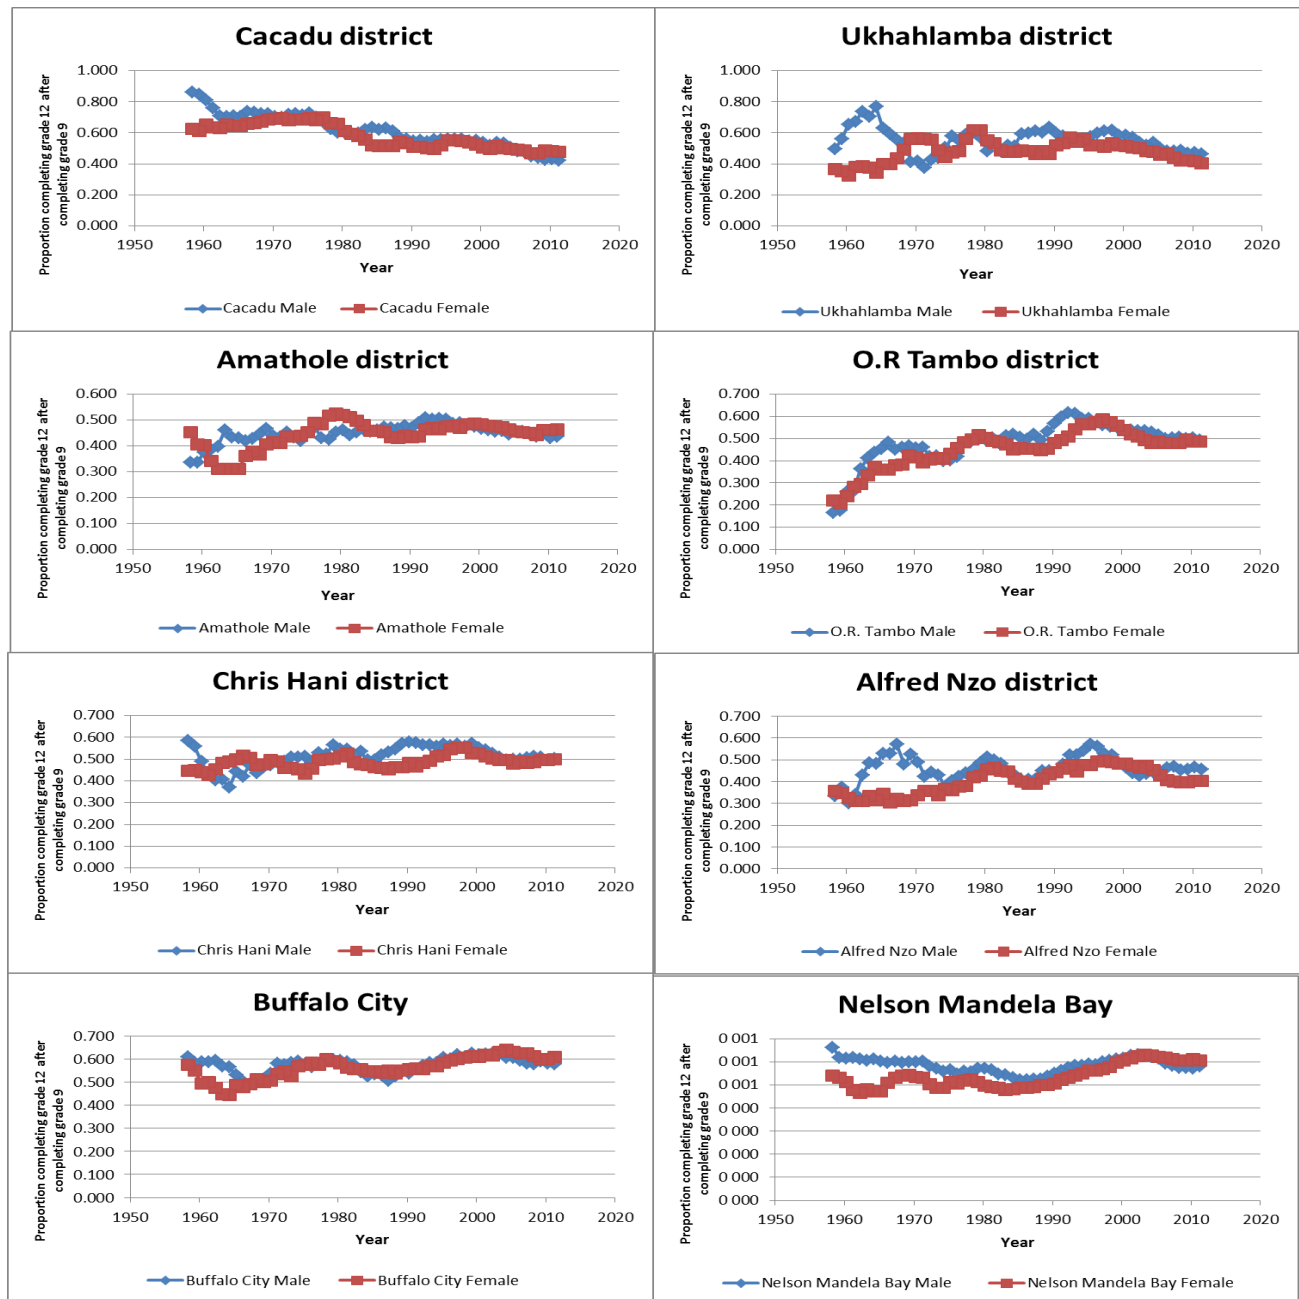 Cacadu district
Proportion completing grade 12 after
completing grade 9
1.000
0.800
0.600
0.400
0.200
0.000
1950 1960 1970 1980 1990 2000 2010 2020
Year
Cacadu Male Cacadu Female
Ukhahlamba district
Proportion completing grade 12 after
completing grade 9
1.000
0.800
0.600
0.400
0.200
0.000
1950 1960 1970 1980 1990 2000 2010 2020
Year
Ukhahlamba Male Ukhahlamba Female
Amathole district
Proportion completing grade 12 after
completing grade 9
0.600
0.500
0.400
0.300
0.200
0.100
0.000
1950 1960 1970 1980 1990 2000 2010 2020
Year
Amathole Male Amathole Female
O.R Tambo district
Proportion completing grade 12 after
completing grade 9
0.700
0.600
0.500
0.400
0.300
0.200
0.100
0.000
1950 1960 1970 1980 1990 2000 2010 2020
Year
O.R. Tambo Male O.R. Tambo Female
Chris Hani district
Proportion completing grade 12 after
completing grade 9
0.700
0.600
0.500
0.400
0.300
0.200
0.100
0.000
1950 1960 1970 1980 1990 2000 2010 2020
Year
Chris Hani Male Chris Hani Female
Alfred Nzo district
Proportion completing grade 12 after
completing grade 9
0.700
0.600
0.500
0.400
0.300
0.200
0.100
0.000
1950 1960 1970 1980 1990 2000 2010 2020
Year
Alfred Nzo Male Alfred Nzo Female
Buffalo City
Proportion completing grade 12 after
completing grade 9
0.700
0.600
0.500
0.400
0.300
0.200
0.100
0.000
1950 1960 1970 1980 1990 2000 2010 2020
Year
Buffalo City Male Buffalo City Female
Nelson Mandela Bay
Proportion completing grade 12 after
completing grade 9
0 001
0 001
0 001
0 000
0 000
0 000
0 000
0 000
1950 1960 1970 1980 1990 2000 2010 2020
Year
Nelson Mandela Bay Male Nelson Mandela Bay Female